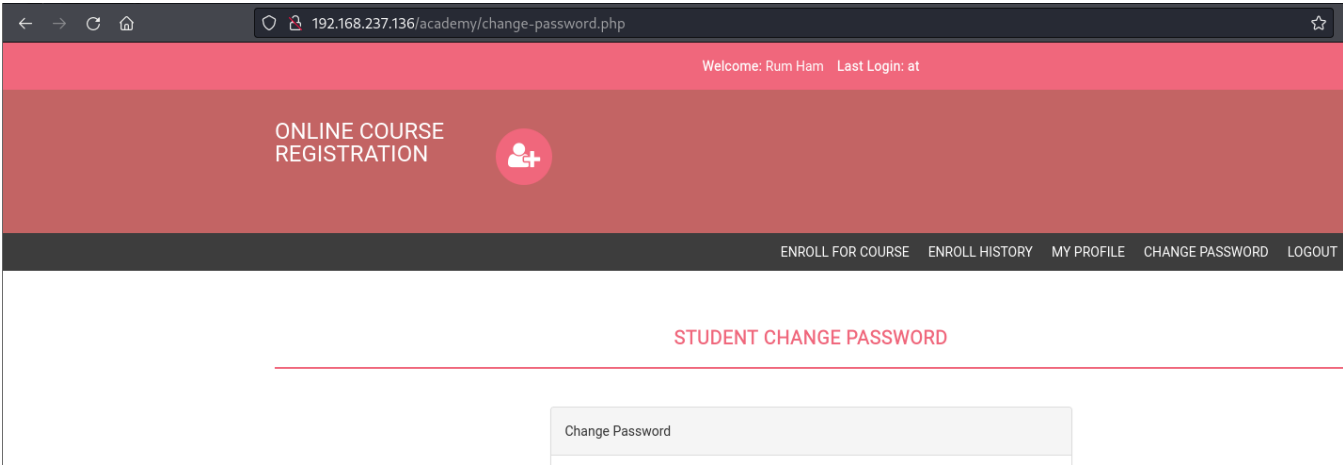 192.168.237.136/academy/change-password.php
Welcome: Rum Ham Last Login: at
ONLINE COURSE
REGISTRATION
ENROLL FOR COURSE ENROLL HISTORY MY PROFILE CHANGE PASSWORD LOGOUT
STUDENT CHANGE PASSWORD
Change Password